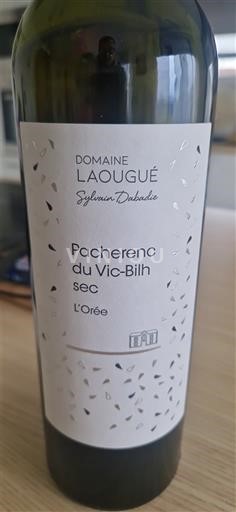 DOMAINE
LAOUGUÉ
Sylvain Dabadie
Pacherenc
du Vic-Bilh
sec
L'Orée